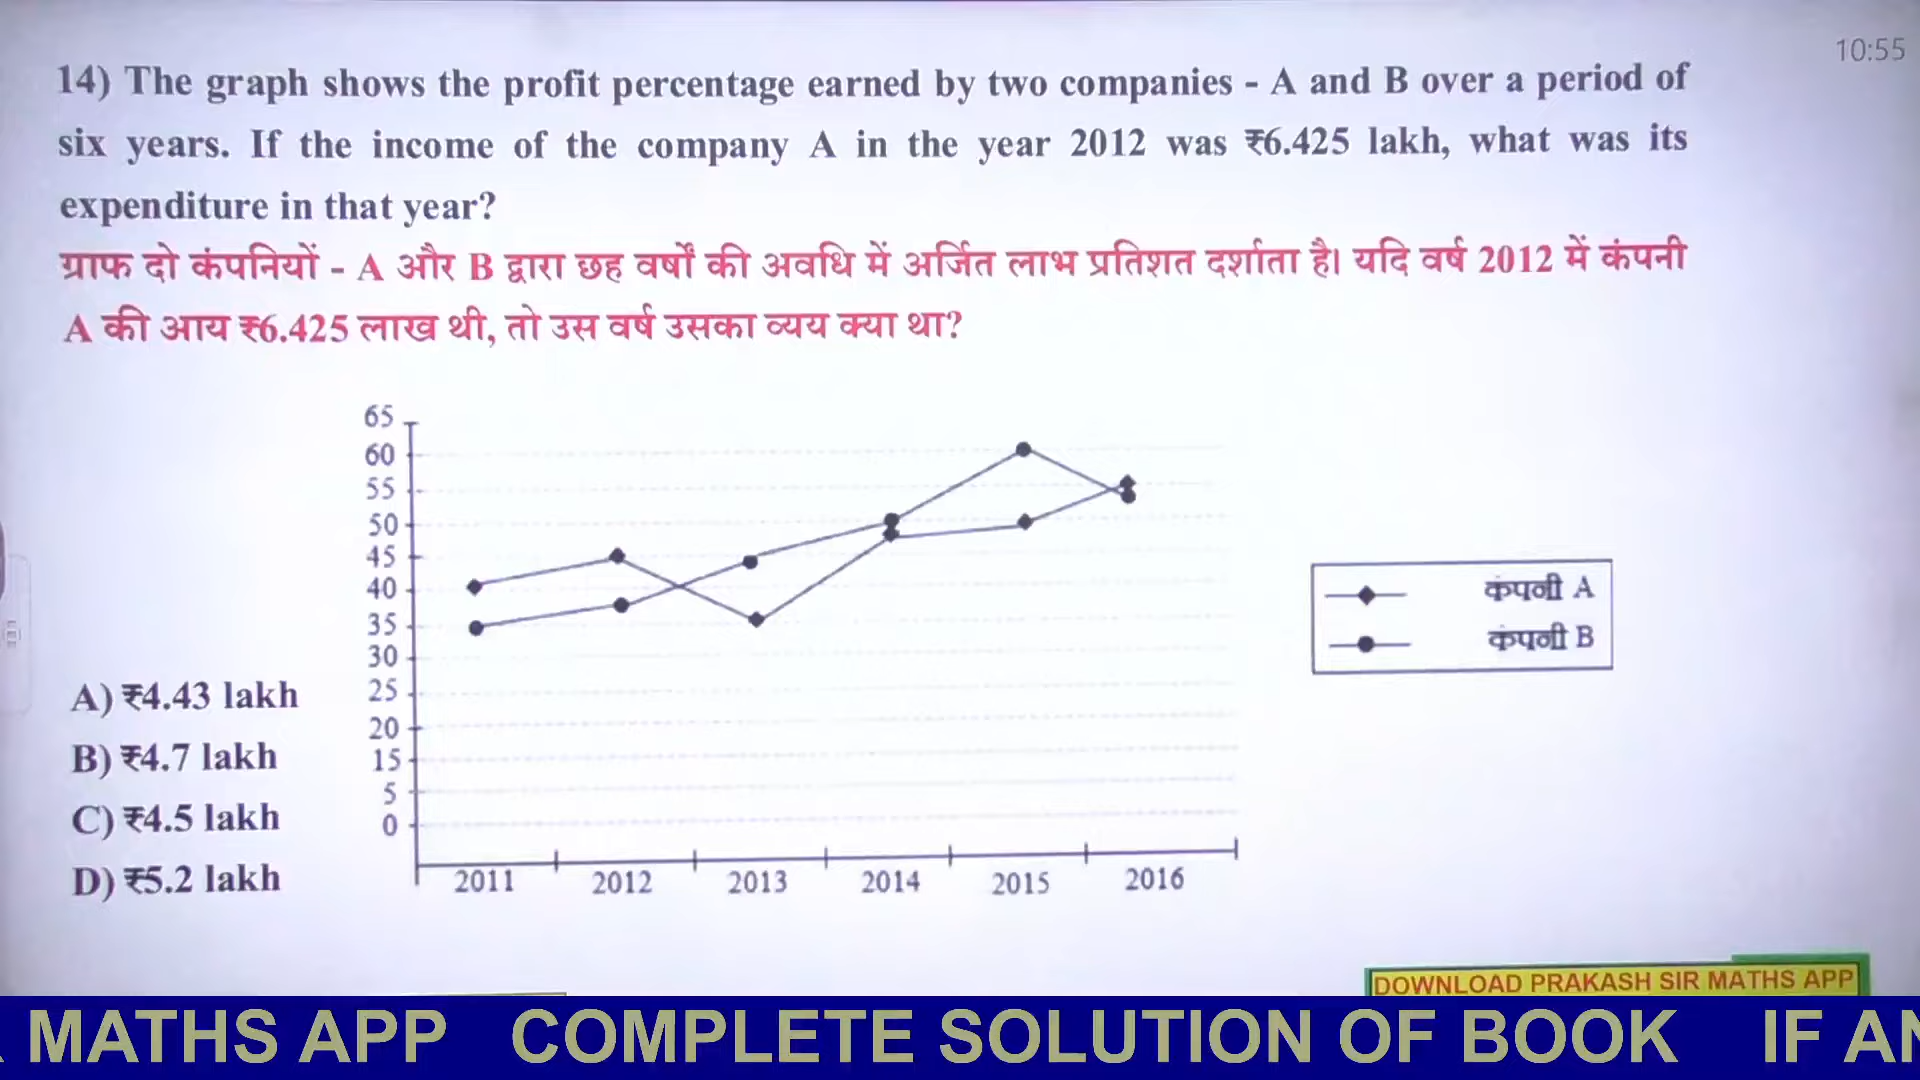 10:55
14) The graph shows the profit percentage earned by two companies - A and B over a period of
six years. If the income of the company A in the year 2012 was ₹6.425 lakh, what was its
expenditure in that year?
ग्राफ दो कंपनियों - A और B द्वारा छह वर्षों की अवधि में अर्जित लाभ प्रतिशत दर्शाता है। यदि वर्ष 2012 में कंपनी
A की आय ₹6.425 लाख थी, तो उस वर्ष उसका व्यय क्या था?
65
60
55
50
45
40
35
30
25
20
15
5
0
2011 2012 2013 2014 2015 2016
कंपनी A
कंपनी B
A) ₹4.43 lakh
B) ₹4.7 lakh
C) ₹4.5 lakh
D) ₹5.2 lakh
DOWNLOAD PRAKASH SIR MATHS APP
MATHS APP COMPLETE SOLUTION OF BOOK IF AN